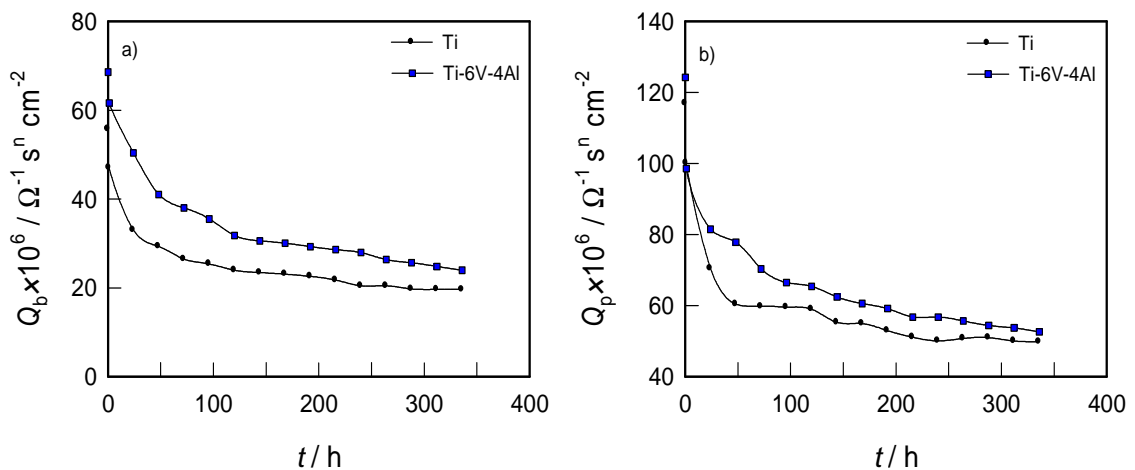 80
60
40
20
0
0
100
200
300
400
a)
Ti
Ti-6V-4Al
Q_b×10^6 / Ω^-1 s^n cm^-2
t / h
140
120
100
80
60
40
0
100
200
300
400
b)
Ti
Ti-6V-4Al
Q_p×10^6 / Ω^-1 s^n cm^-2
t / h